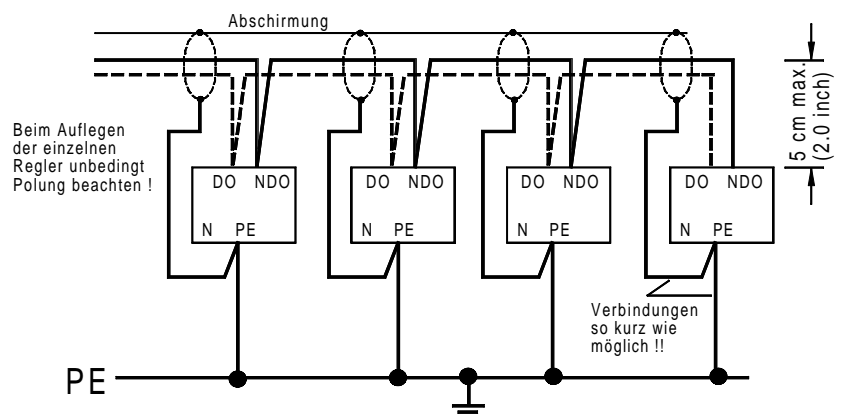 Abschirmung
5 cm max.
(2.0 inch)
Beim Auflegen
der einzelnen
Regler unbedingt
Polung beachten !
DO NDO
N PE
DO NDO
N PE
DO NDO
N PE
DO NDO
N PE
Verbindungen
so kurz wie
möglich !!
PE